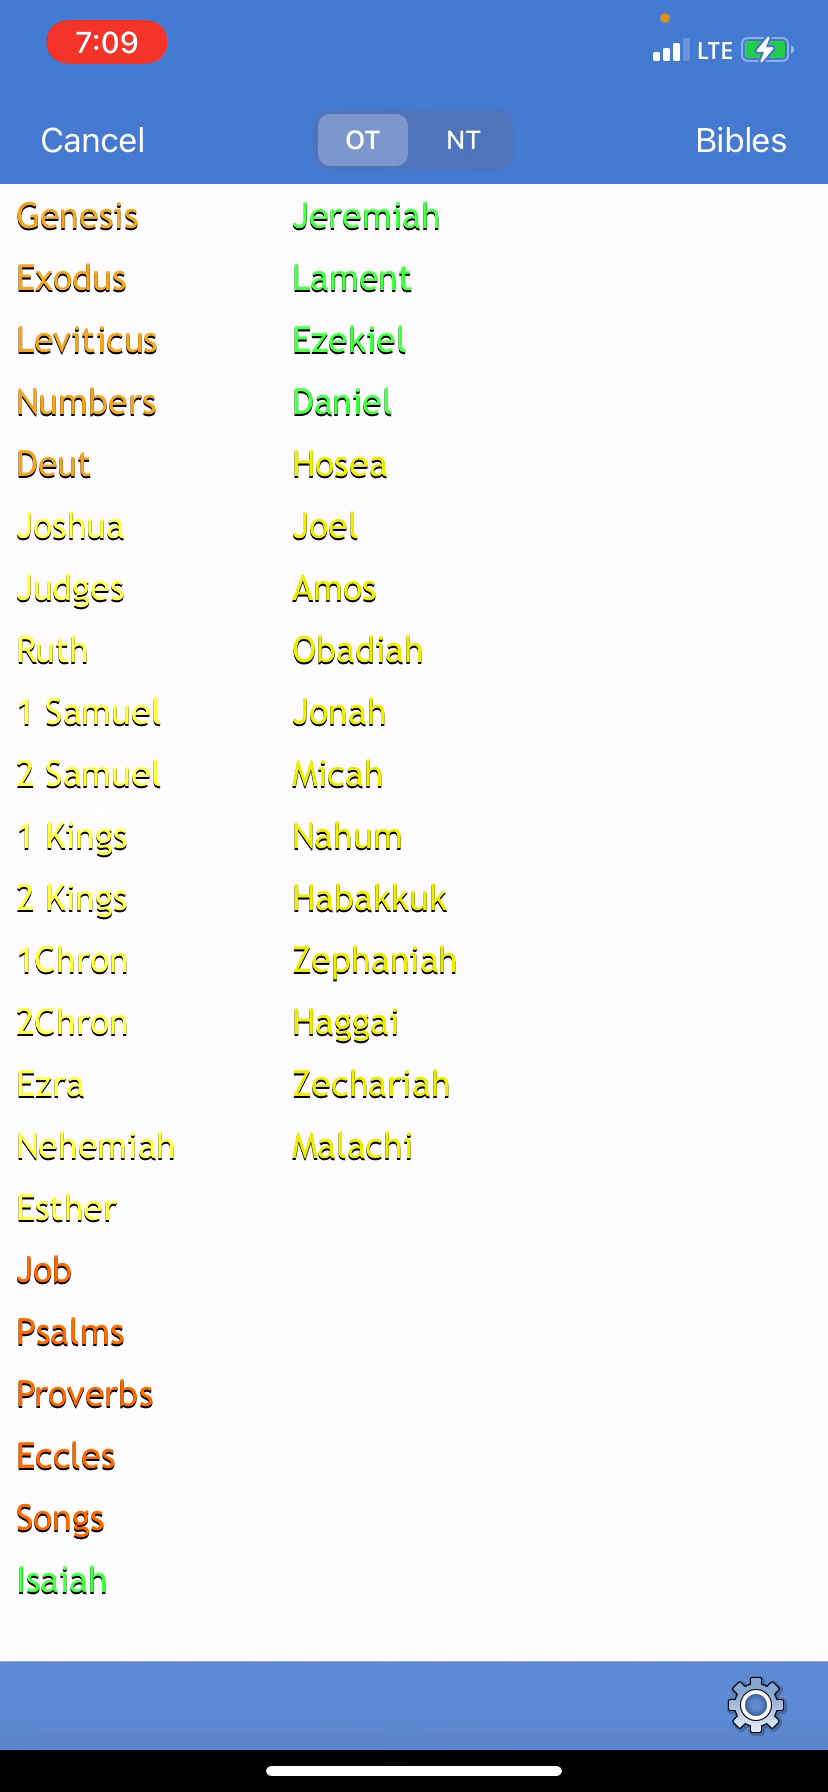 7:09
LTE
Cancel
OT
NT
Bibles
Genesis
Exodus
Leviticus
Numbers
Deut
Joshua
Judges
Ruth
1 Samuel
2 Samuel
1 Kings
2 Kings
1Chron
2Chron
Ezra
Nehemiah
Esther
Job
Psalms
Proverbs
Eccles
Songs
Isaiah
Jeremiah
Lament
Ezekiel
Daniel
Hosea
Joel
Amos
Obadiah
Jonah
Micah
Nahum
Habakkuk
Zephaniah
Haggai
Zechariah
Malachi